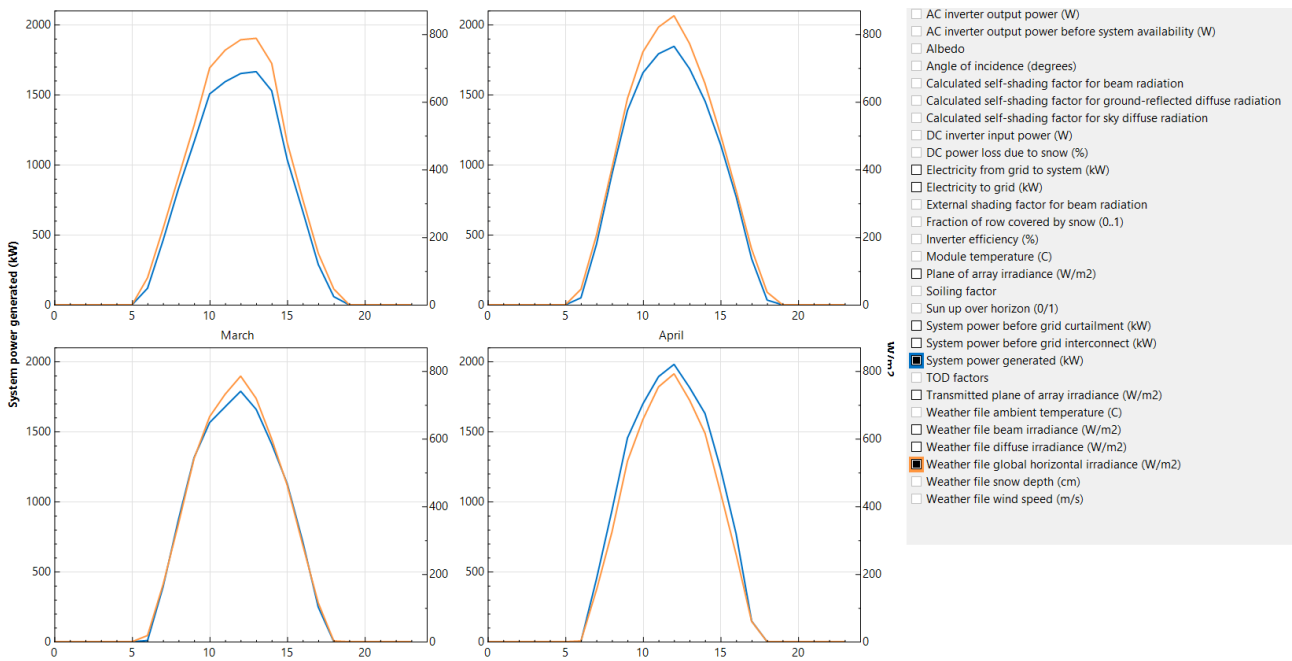 System power generated (kW)
2000
1500
1000
500
0
800
600
400
200
0
0
5
10
15
20
2000
1500
1000
500
0
800
600
400
200
0
0
5
10
15
20
March
April
2000
1500
1000
500
0
800
600
400
200
0
0
5
10
15
20
2000
1500
1000
500
0
800
600
400
200
0
0
5
10
15
20
W/m2
AC inverter output power (W)
AC inverter output power before system availability (W)
Albedo
Angle of incidence (degrees)
Calculated self-shading factor for beam radiation
Calculated self-shading factor for ground-reflected diffuse radiation
Calculated self-shading factor for sky diffuse radiation
DC inverter input power (W)
DC power loss due to snow (%)
Electricity from grid to system (kW)
Electricity to grid (kW)
External shading factor for beam radiation
Fraction of row covered by snow (0..1)
Inverter efficiency (%)
Module temperature (C)
Plane of array irradiance (W/m2)
Soiling factor
Sun up over horizon (0/1)
System power before grid curtailment (kW)
System power before grid interconnect (kW)
System power generated (kW)
TOD factors
Transmitted plane of array irradiance (W/m2)
Weather file ambient temperature (C)
Weather file beam irradiance (W/m2)
Weather file diffuse irradiance (W/m2)
Weather file global horizontal irradiance (W/m2)
Weather file snow depth (cm)
Weather file wind speed (m/s)